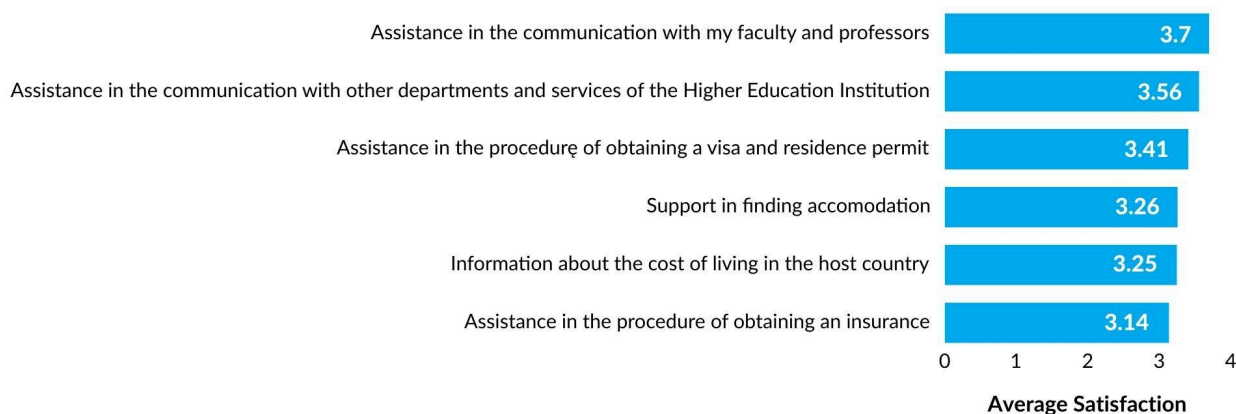 Assistance in the communication with my faculty and professors 3.7
Assistance in the communication with other departments and services of the Higher Education Institution 3.56
Assistance in the procedurę of obtaining a visa and residence permit 3.41
Support in finding accomodation 3.26
Information about the cost of living in the host country 3.25
Assistance in the procedure of obtaining an insurance 3.14
0 1 2 3 4
Average Satisfaction